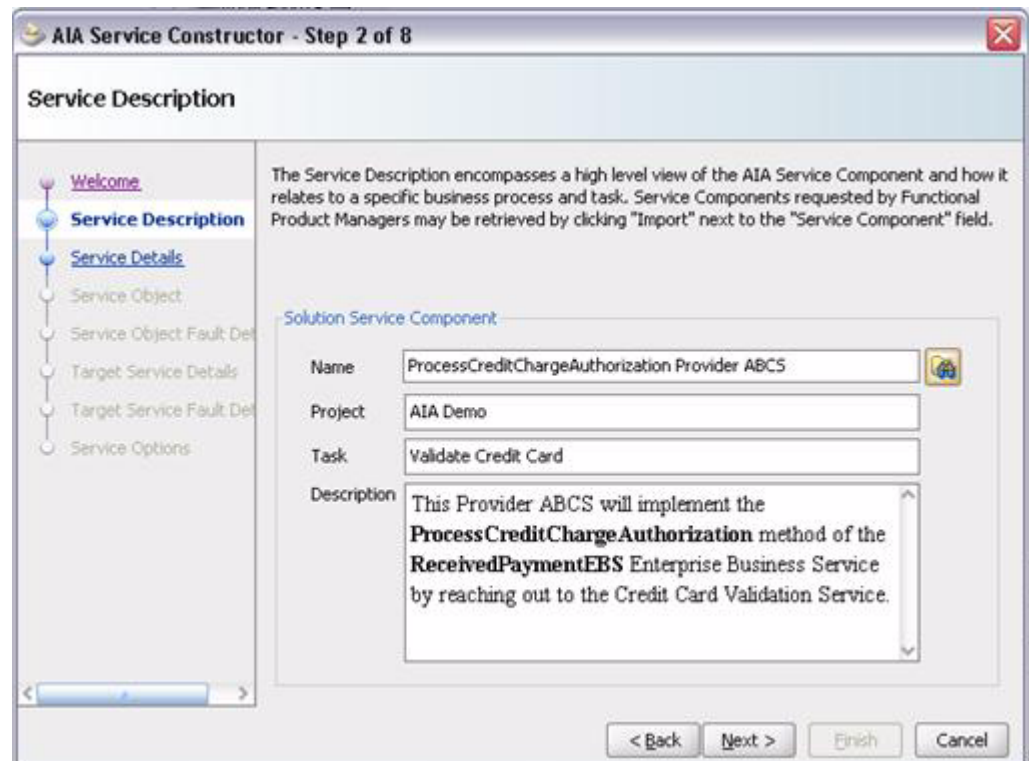 AIA Service Constructor - Step 2 of 8
Service Description
Welcome
Service Description
Service Details
Service Object
Service Object Fault Det
Target Service Details
Target Service Fault Det
Service Options
The Service Description encompasses a high level view of the AIA Service Component and how it
relates to a specific business process and task. Service Components requested by Functional
Product Managers may be retrieved by clicking "Import" next to the "Service Component" field.
Solution Service Component
Name ProcessCreditChargeAuthorization Provider ABCS
Project AIA Demo
Task Validate Credit Card
Description This Provider ABCS will implement the
ProcessCreditChargeAuthorization method of the
ReceivedPaymentEBS Enterprise Business Service
by reaching out to the Credit Card Validation Service.
< Back Next > Finish Cancel